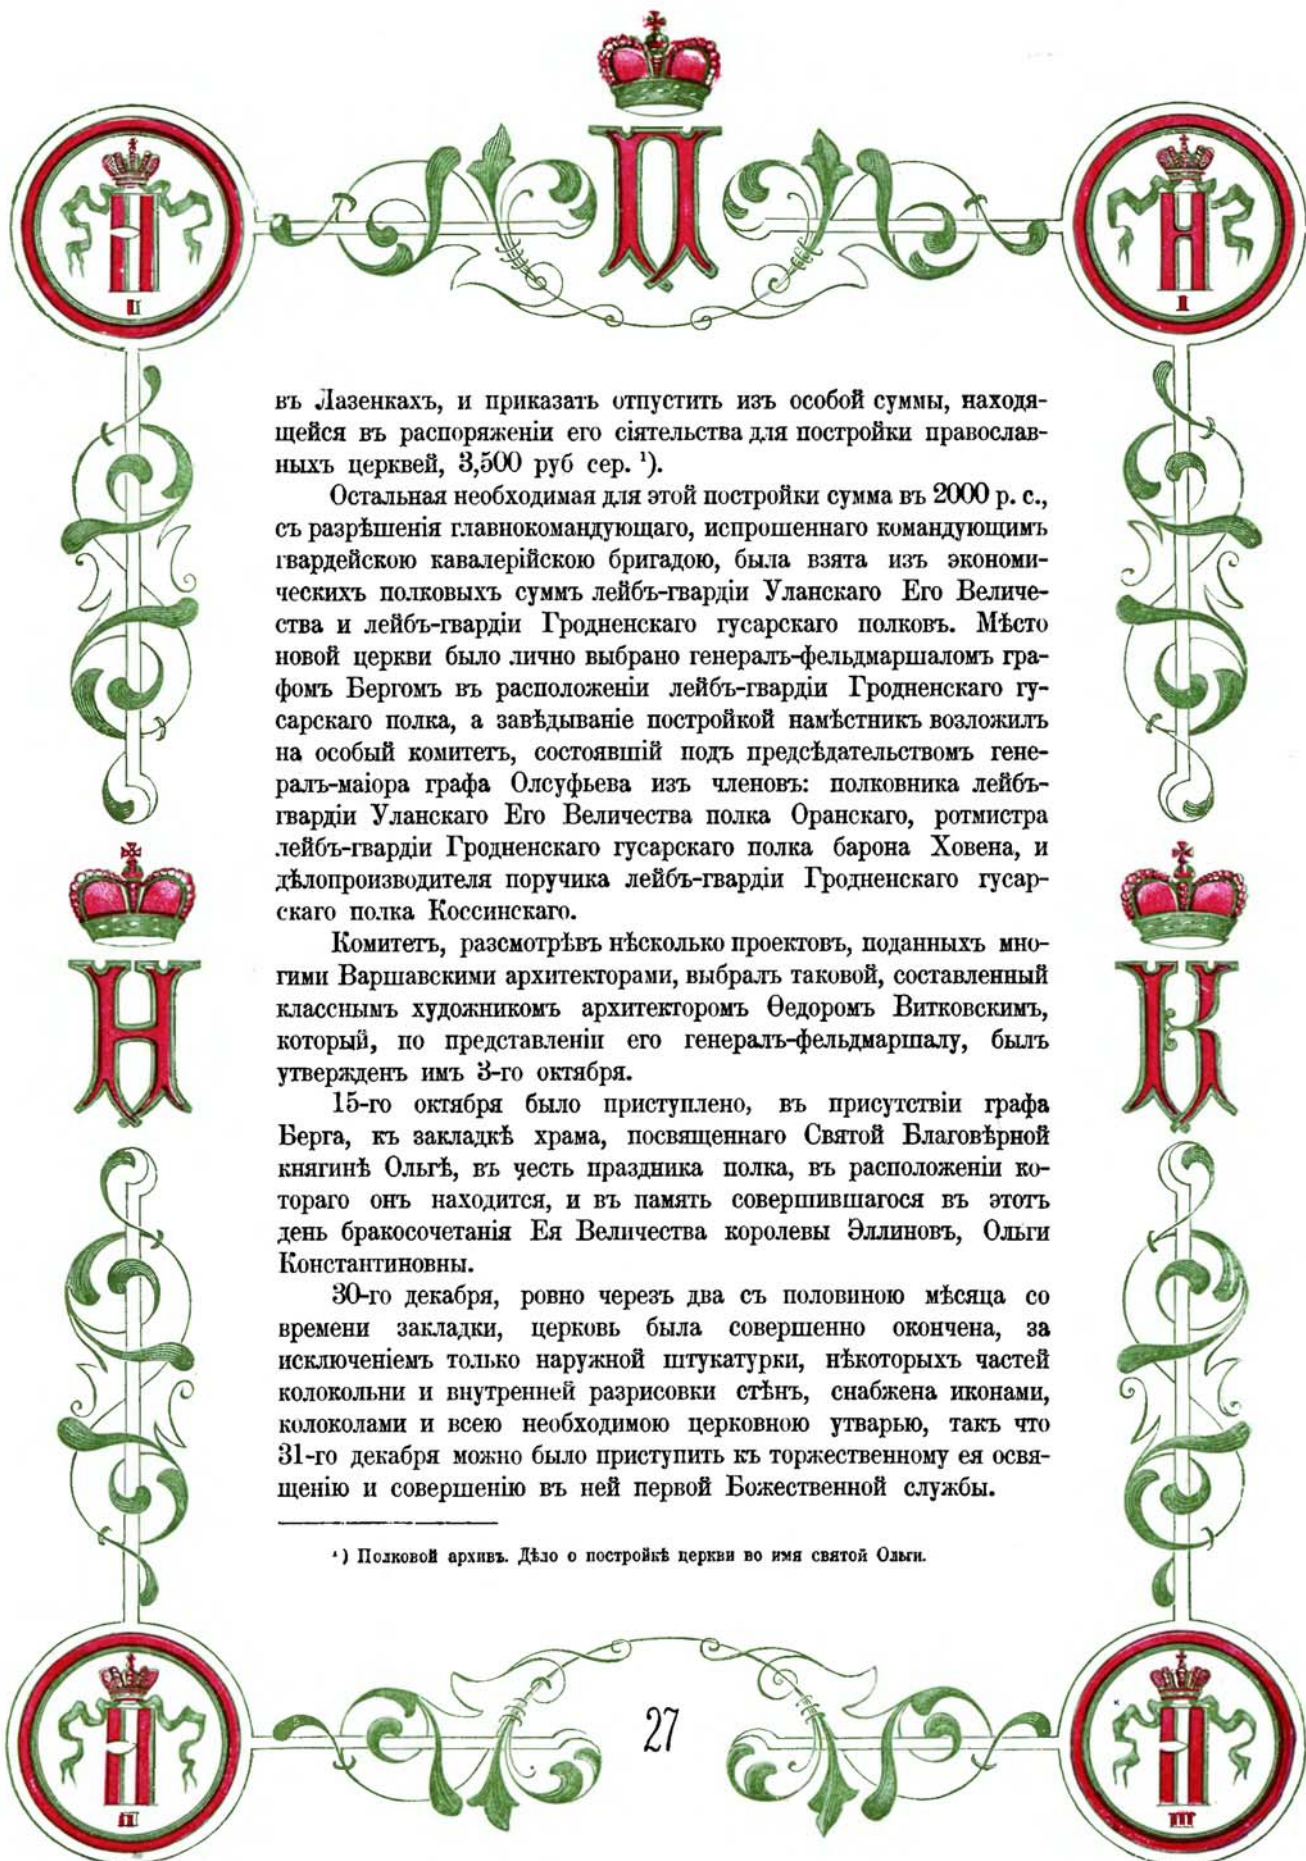 П
II
Н
I
въ Лазенкахъ, и приказать отпустить изъ особой суммы, находя-
щейся въ распоряженіи его сіятельства для постройки православ-
ныхъ церквей, 3,500 руб сер. ¹).
Остальная необходимая для этой постройки сумма въ 2000 р. с.,
съ разрѣшенія главнокомандующаго, испрошеннаго командующимъ
гвардейскою кавалерійскою бригадою, была взята изъ экономи-
ческихъ полковыхъ суммъ лейбъ-гвардіи Уланскаго Его Величе-
ства и лейбъ-гвардіи Гродненскаго гусарскаго полковъ. Мѣсто
новой церкви было лично выбрано генералъ-фельдмаршаломъ гра-
фомъ Бергомъ въ расположеніи лейбъ-гвардіи Гродненскаго гу-
сарскаго полка, а завѣдываніе постройкой намѣстникъ возложилъ
на особый комитетъ, состоявшій подъ предсѣдательствомъ гене-
ралъ-маіора графа Олсуфьева изъ членовъ: полковника лейбъ-
гвардіи Уланскаго Его Величества полка Оранскаго, ротмистра
лейбъ-гвардіи Гродненскаго гусарскаго полка барона Ховена, и
дѣлопроизводителя поручика лейбъ-гвардіи Гродненскаго гусар-
скаго полка Коссинскаго.
Комитетъ, разсмотрѣвъ нѣсколько проектовъ, поданныхъ мно-
гими Варшавскими архитекторами, выбралъ таковой, составленный
класснымъ художникомъ архитекторомъ Ѳедоромъ Витковскимъ,
который, по представленіи его генералъ-фельдмаршалу, былъ
утвержденъ имъ 3-го октября.
15-го октября было приступлено, въ присутствіи графа
Берга, къ закладкѣ храма, посвященнаго Святой Благовѣрной
княгинѣ Ольгѣ, въ честь праздника полка, въ расположеніи ко-
тораго онъ находится, и въ память совершившагося въ этотъ
день бракосочетанія Ея Величества королевы Эллиновъ, Ольги
Константиновны.
30-го декабря, ровно черезъ два съ половиною мѣсяца со
времени закладки, церковь была совершенно окончена, за
исключеніемъ только наружной штукатурки, нѣкоторыхъ частей
колокольни и внутренней разрисовки стѣнъ, снабжена иконами,
колоколами и всею необходимою церковною утварью, такъ что
31-го декабря можно было приступить къ торжественному ея освя-
щенію и совершенію въ ней первой Божественной службы.
¹) Полковой архивъ. Дѣло о постройкѣ церкви во имя святой Ольги.
Н
К
27
II
III